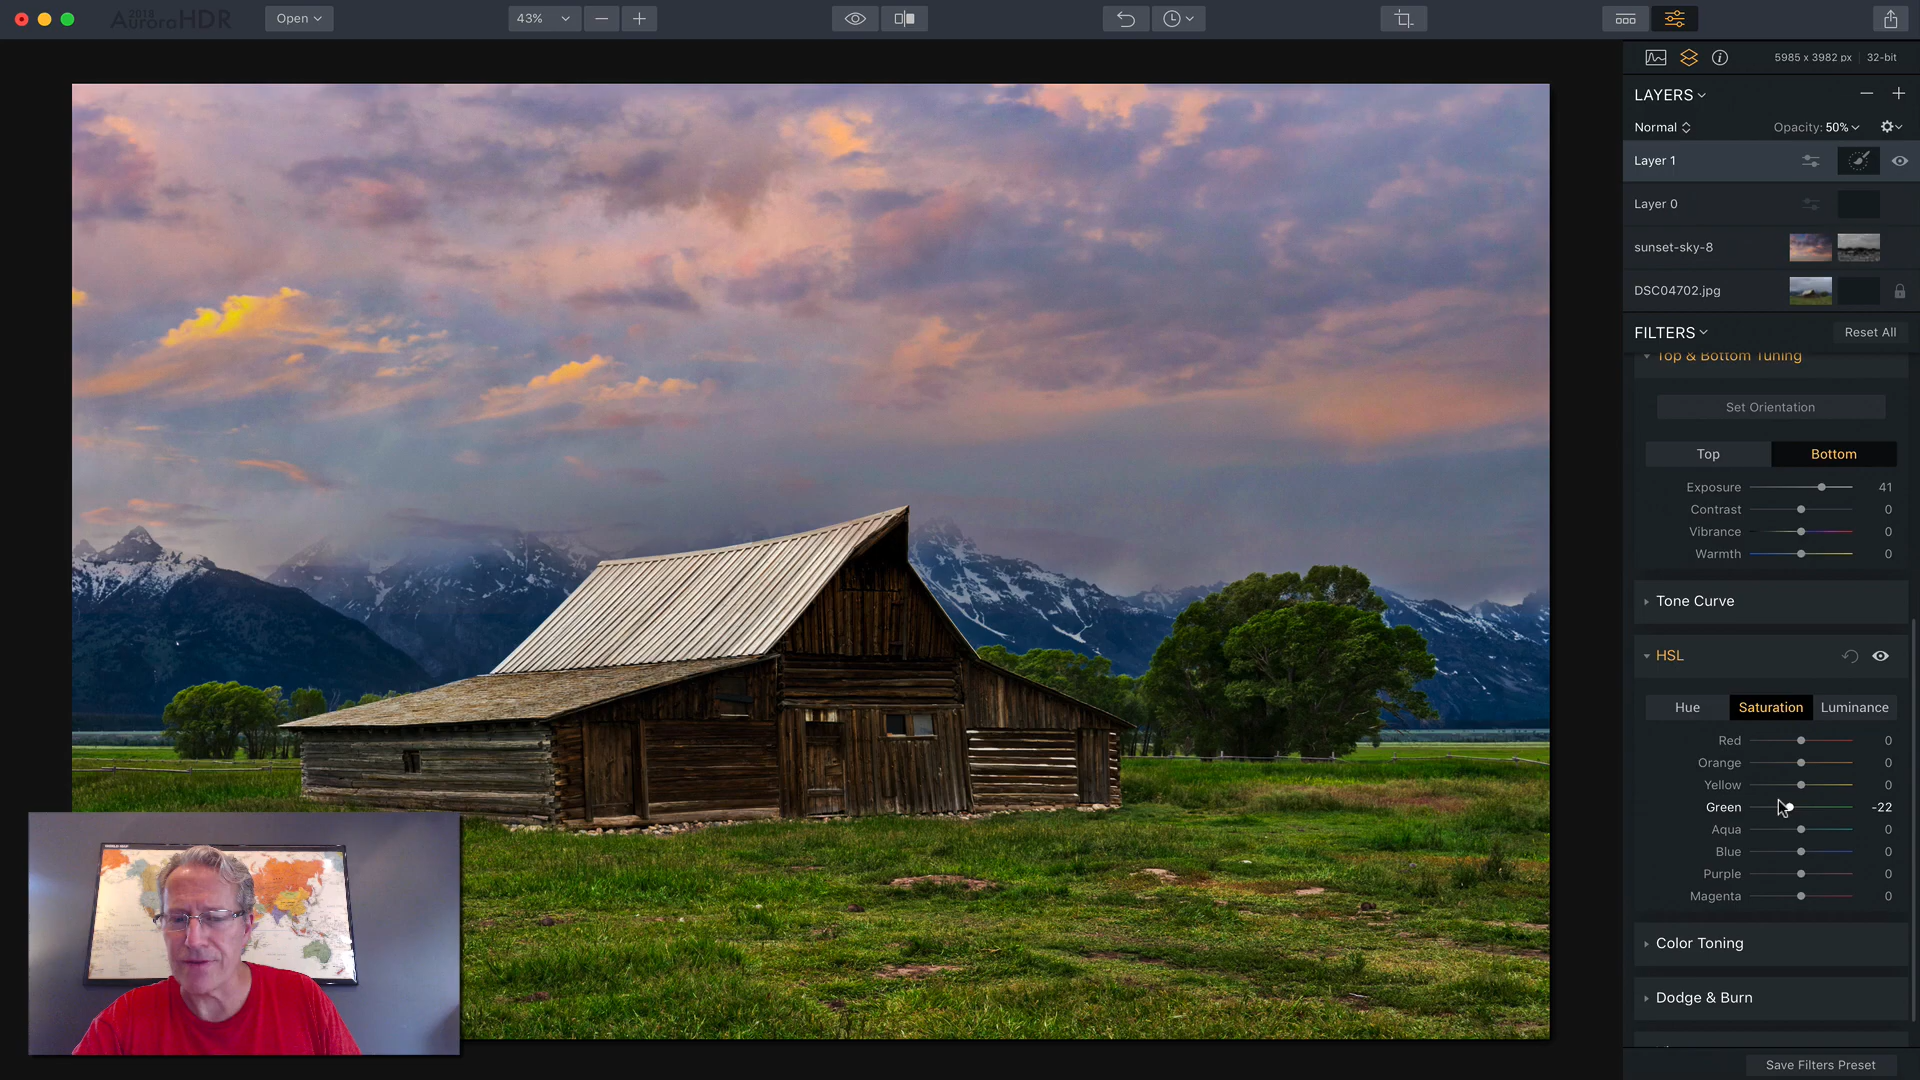 2018
AuroraHDR
Open
43%
5985 x 3982 px | 32-bit
LAYERS
Normal
Opacity: 50%
Layer 1
Layer 0
sunset-sky-8
DSC04702.jpg
FILTERS
Reset All
Top & Bottom Tuning
Set Orientation
Top
Bottom
Exposure 41
Contrast 0
Vibrance 0
Warmth 0
Tone Curve
HSL
Hue
Saturation
Luminance
Red 0
Orange 0
Yellow 0
Green -22
Aqua 0
Blue 0
Purple 0
Magenta 0
Color Toning
Dodge & Burn
Save Filters Preset